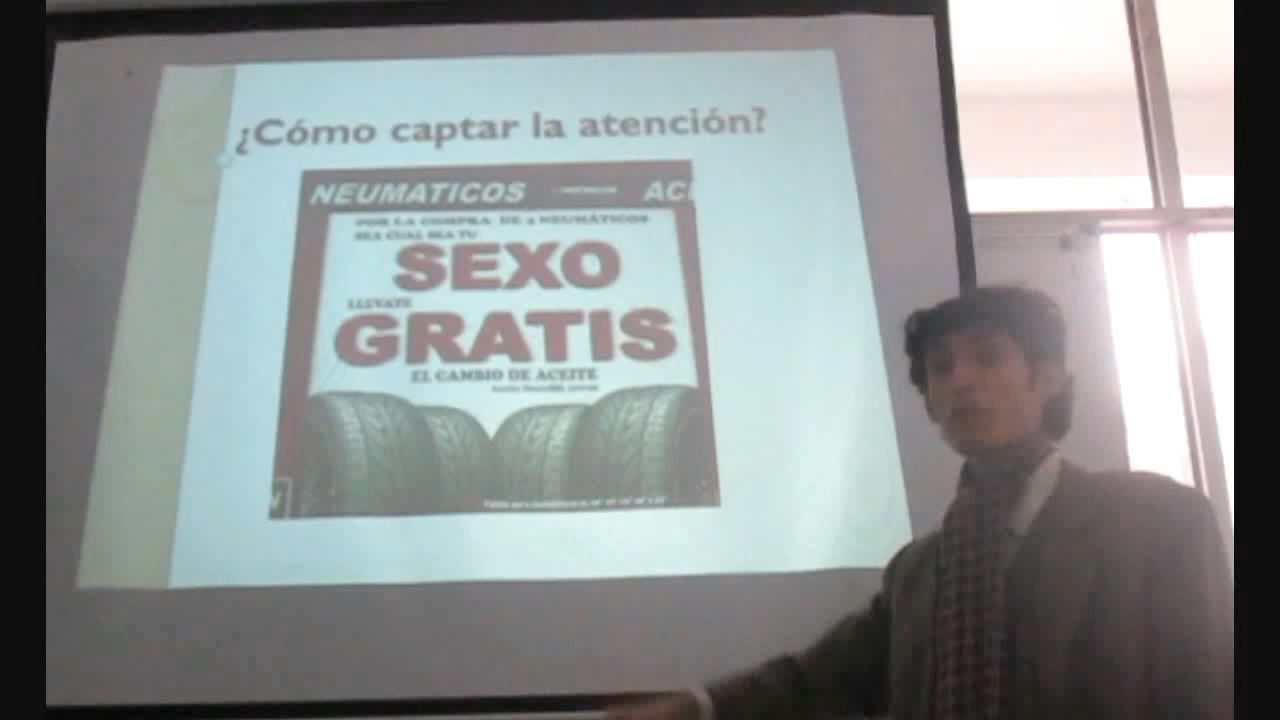 ¿Cómo captar la atención?
NEUMATICOS ACE
POR LA COMPRA DE 4 NEUMÁTICOS
SEA CUAL SEA TU
SEXO
LLEVATE
GRATIS
EL CAMBIO DE ACEITE